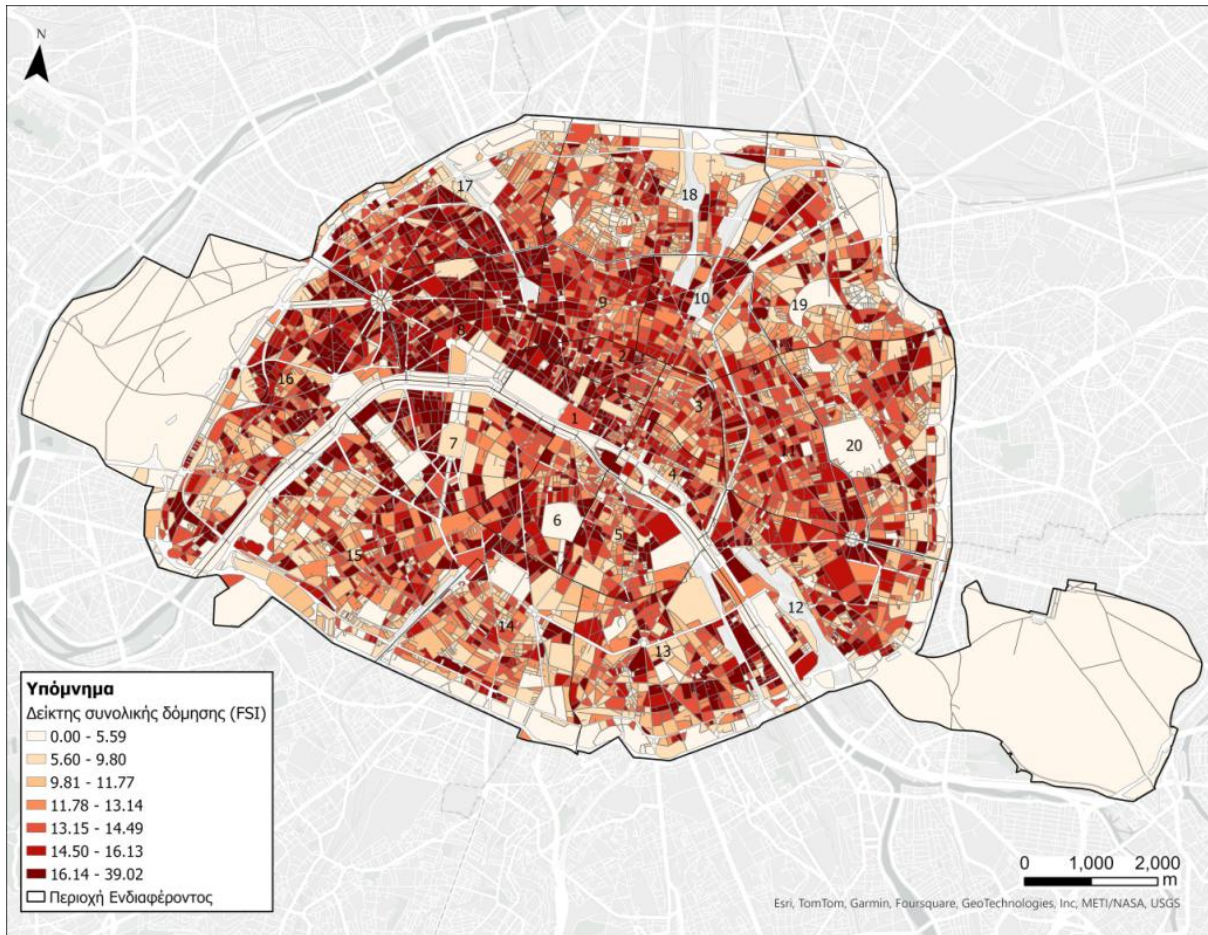 N
17
18
19
10
9
8
2
16
3
1
20
11
7
4
6
5
15
12
14
13
Υπόμνημα
Δείκτης συνολικής δόμησης (FSI)
0.00 - 5.59
5.60 - 9.80
9.81 - 11.77
11.78 - 13.14
13.15 - 14.49
14.50 - 16.13
16.14 - 39.02
Περιοχή Ενδιαφέροντος
0 1,000 2,000
m
Esri, TomTom, Garmin, Foursquare, GeoTechnologies, Inc, METI/NASA, USGS